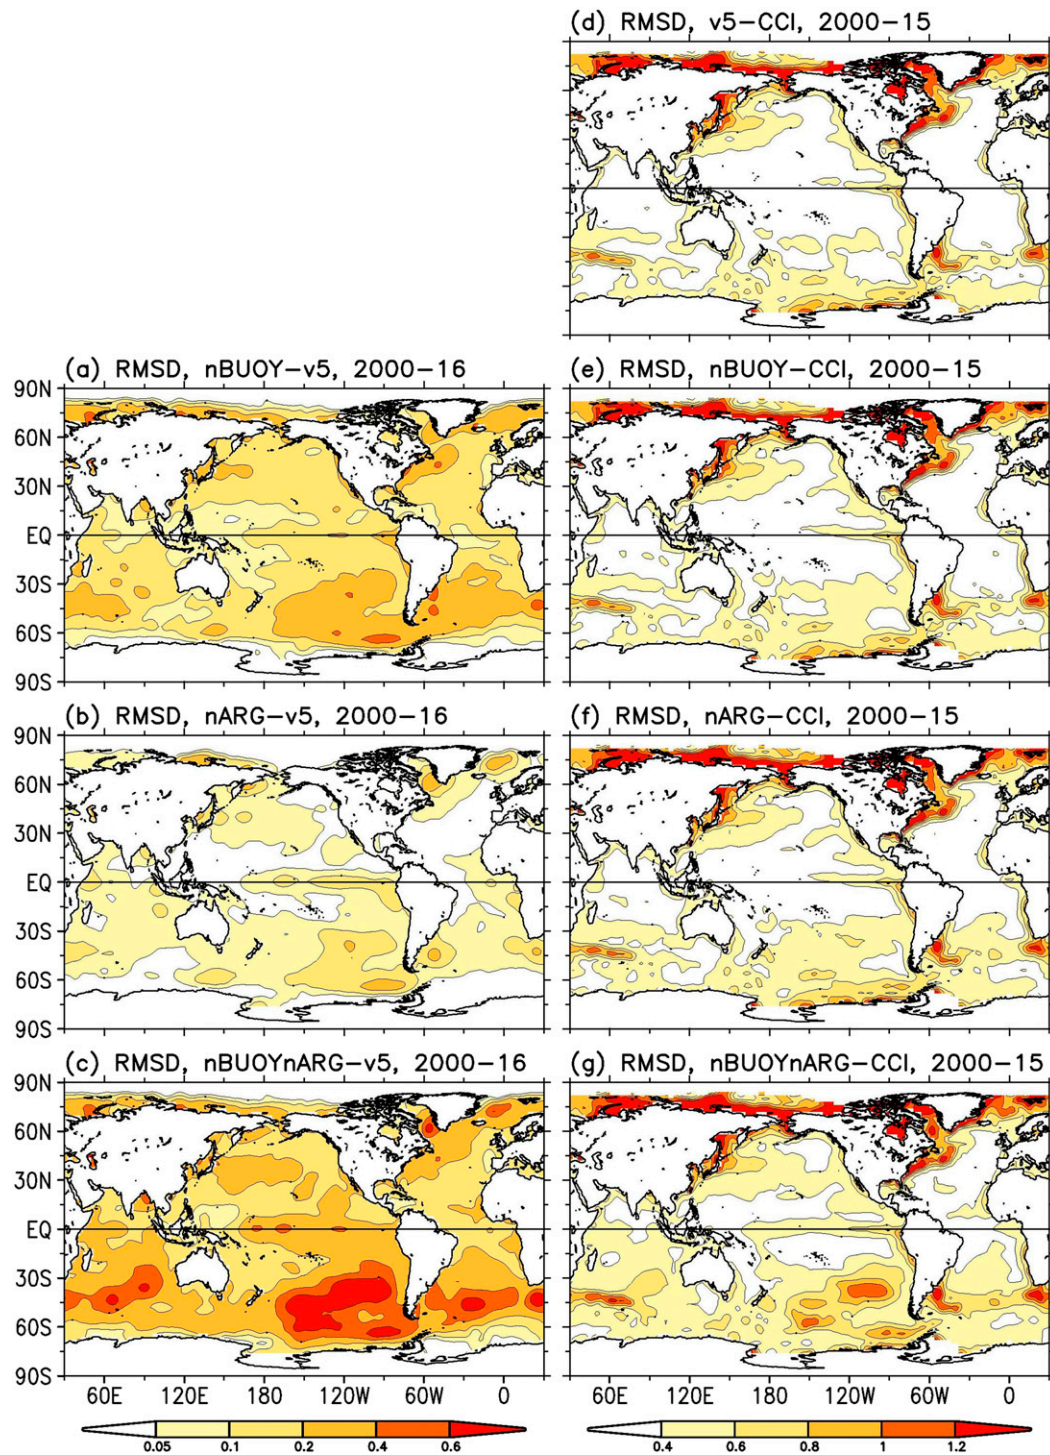 (d) RMSD, v5-CCI, 2000-15
(a) RMSD, nBUOY-v5, 2000-16
(e) RMSD, nBUOY-CCI, 2000-15
90N
60N
30N
EQ
30S
60S
90S
(b) RMSD, nARG-v5, 2000-16
(f) RMSD, nARG-CCI, 2000-15
90N
60N
30N
EQ
30S
60S
90S
(c) RMSD, nBUOYnARG-v5, 2000-16
(g) RMSD, nBUOYnARG-CCI, 2000-15
90N
60N
30N
EQ
30S
60S
90S
60E 120E 180 120W 60W 0
60E 120E 180 120W 60W 0
0.05 0.1 0.2 0.4 0.6
0.4 0.6 0.8 1 1.2